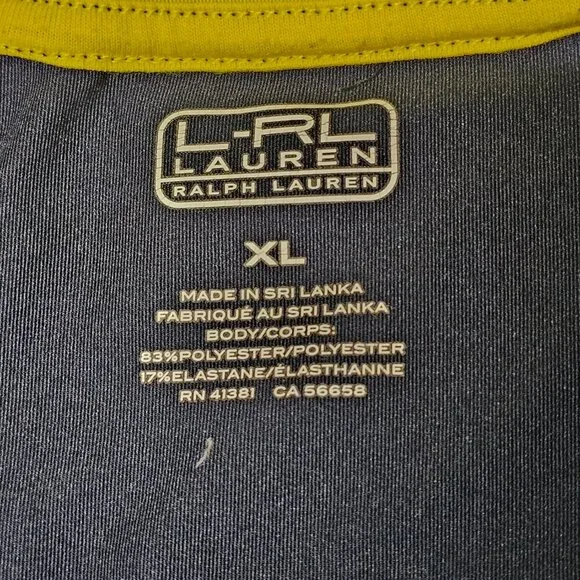 L-RL
LAUREN
RALPH LAUREN
XL
MADE IN SRI LANKA
FABRIQUÉ AU SRI LANKA
BODY/CORPS:
83%POLYESTER/POLYESTER
17%ELASTANE/ÉLASTHANNE
RN 41381 CA 56658